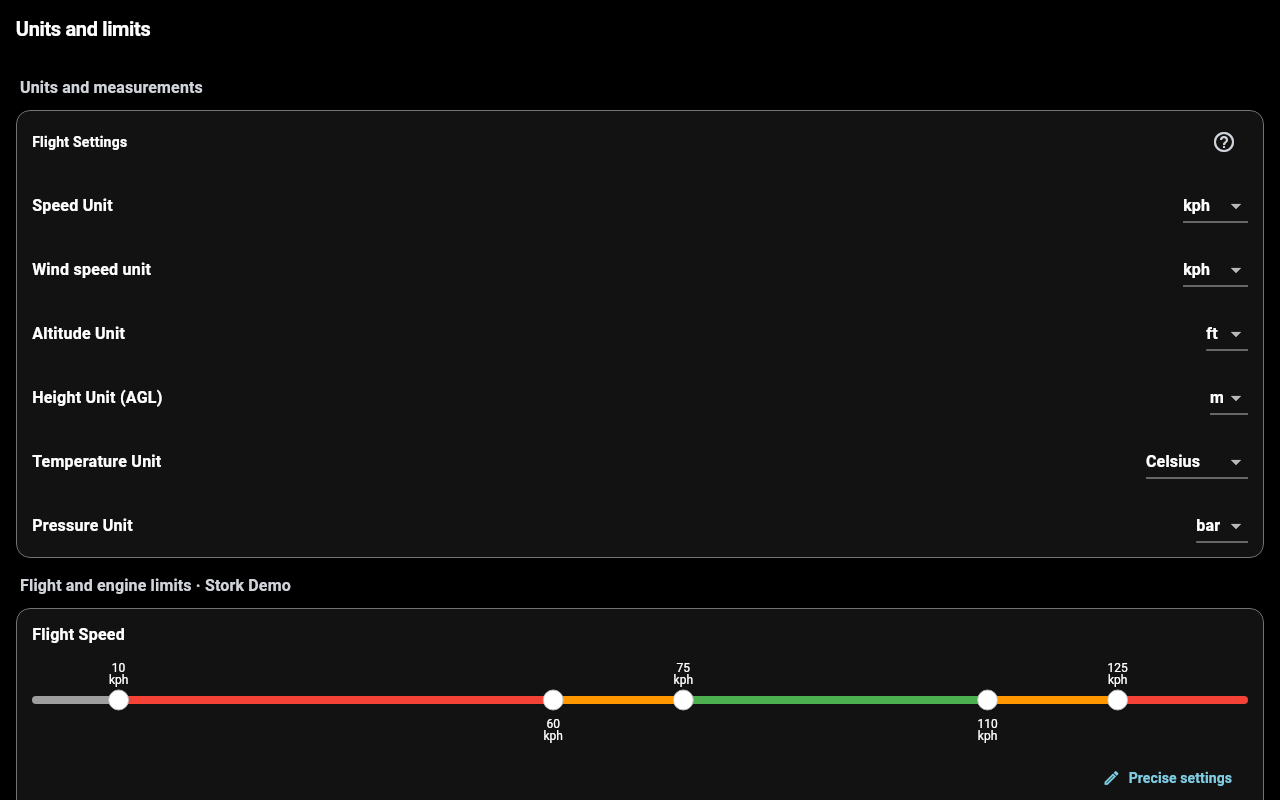 Units and limits
Units and measurements
Flight Settings
Speed Unit kph
Wind speed unit kph
Altitude Unit ft
Height Unit (AGL) m
Temperature Unit Celsius
Pressure Unit bar
Flight and engine limits · Stork Demo
Flight Speed
10 75 125
kph kph kph
60 110
kph kph
Precise settings